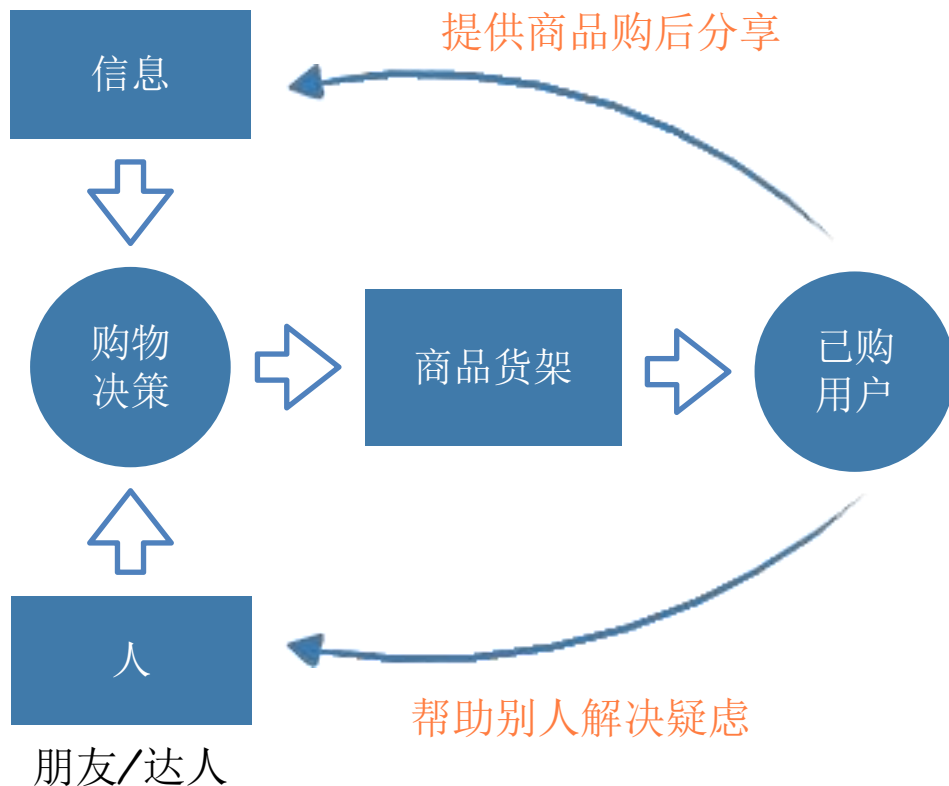 提供商品购后分享
信息
购物
决策
商品货架
已购
用户
人
帮助别人解决疑虑
朋友/达人